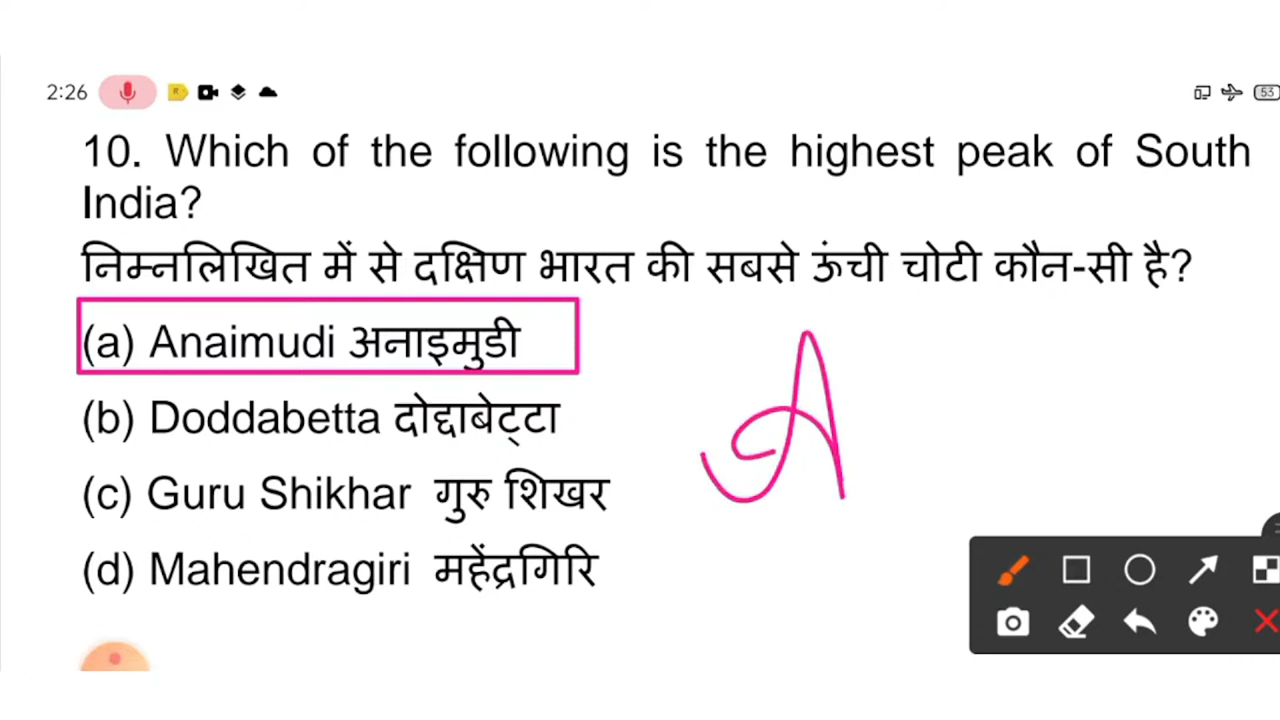 2:26 R 53
10. Which of the following is the highest peak of South
India?
निम्नलिखित में से दक्षिण भारत की सबसे ऊंची चोटी कौन-सी है?
(a) Anaimudi अनाइमुडी
(b) Doddabetta दोद्दाबेट्टा
(c) Guru Shikhar गुरु शिखर
(d) Mahendragiri महेंद्रगिरि
A